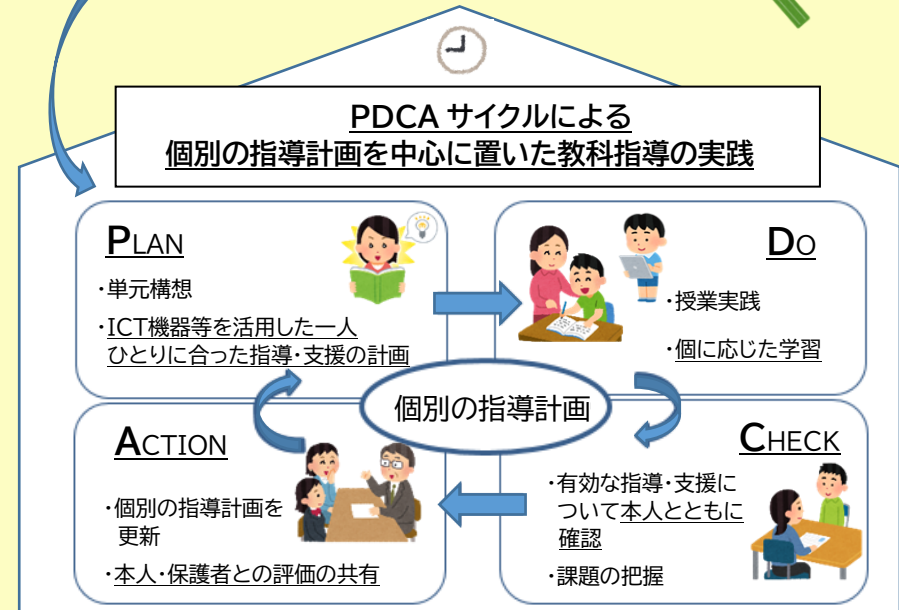 PDCA サイクルによる
個別の指導計画を中心に置いた教科指導の実践
PLAN
・単元構想
・ICT機器等を活用した一人
ひとりに合った指導・支援の計画
DO
・授業実践
・個に応じた学習
個別の指導計画
ACTION
・個別の指導計画を
更新
・本人・保護者との評価の共有
CHECK
・有効な指導・支援に
ついて本人とともに
確認
・課題の把握